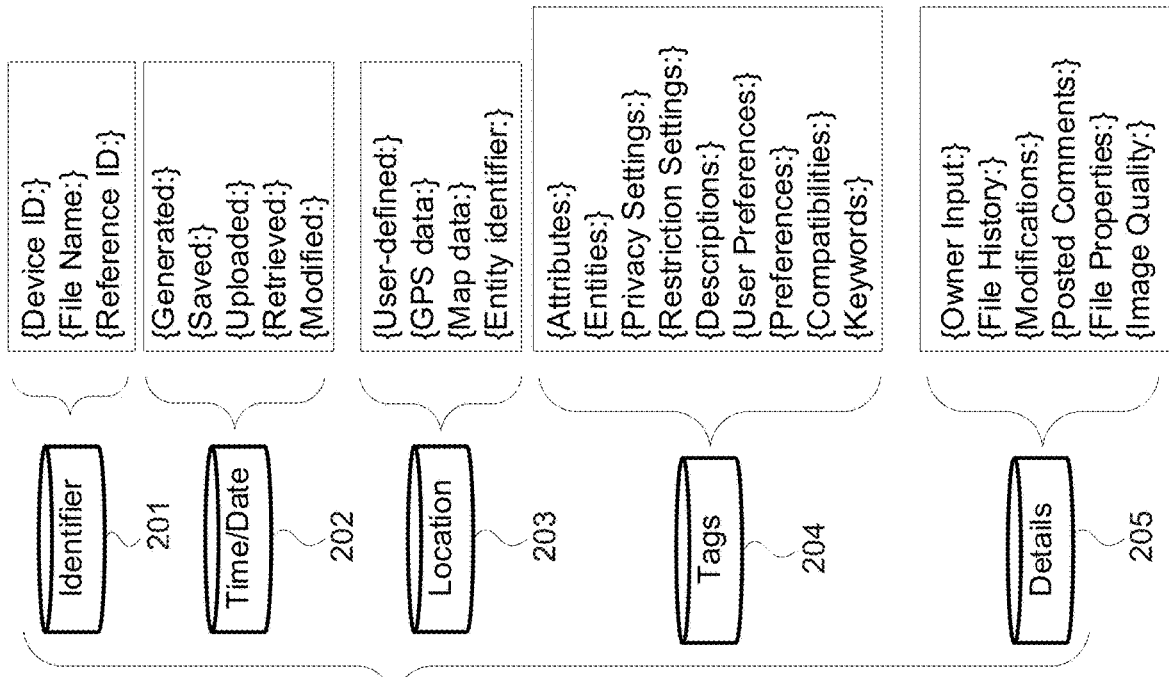 Identifier
201
{Device ID:}
{File Name:}
{Reference ID:}
Time/Date
202
{Generated:}
{Saved:}
{Uploaded:}
{Retrieved:}
{Modified:}
Location
203
{User-defined:}
{GPS data:}
{Map data:}
{Entity identifier:}
Tags
204
{Attributes:}
{Entities:}
{Privacy Settings:}
{Restriction Settings:}
{Descriptions:}
{User Preferences:}
{Preferences:}
{Compatibilities:}
{Keywords:}
Details
205
{Owner Input:}
{File History:}
{Modifications:}
{Posted Comments:}
{File Properties:}
{Image Quality:}